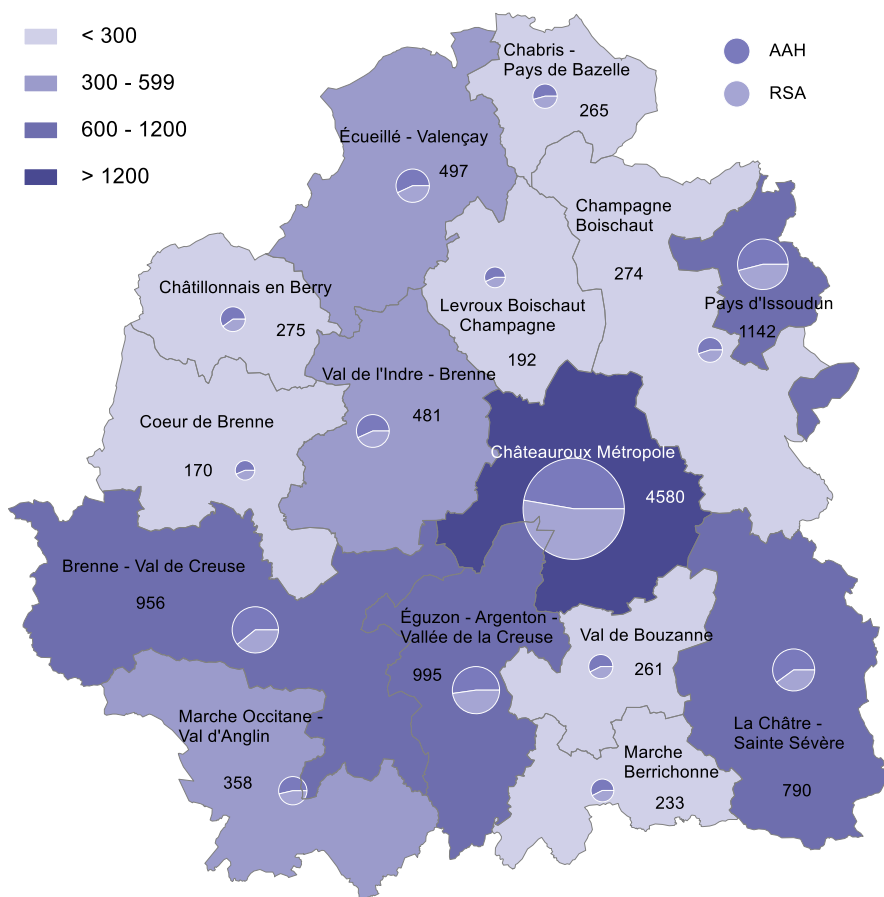 < 300
300 - 599
600 - 1200
> 1200
AAH
RSA
Chabris -
Pays de Bazelle
265
Écueillé - Valençay
497
Champagne
Boischaut
274
Pays d'Issoudun
1142
Châtillonnais en Berry
275
Levroux Boischaut
Champagne
192
Val de l'Indre - Brenne
481
Coeur de Brenne
170
Châteauroux Métropole
4580
Brenne - Val de Creuse
956
Éguzon - Argenton -
Vallée de la Creuse
995
Val de Bouzanne
261
Marche Occitane -
Val d'Anglin
358
Marche
Berrichonne
233
La Châtre -
Sainte Sévère
790